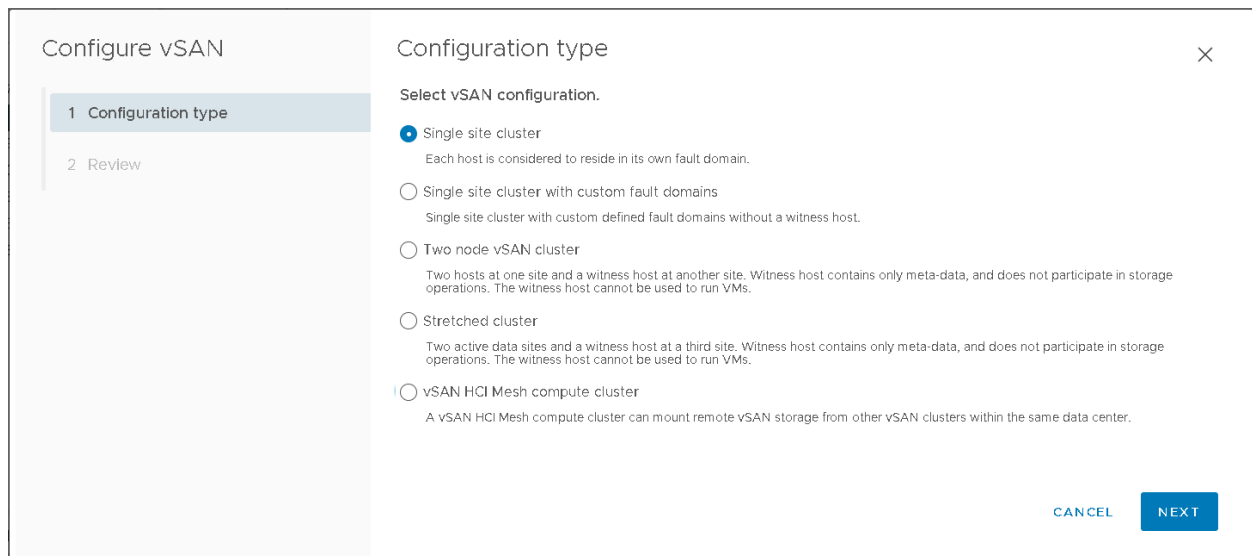 Configure vSAN
1 Configuration type
2 Review
Configuration type
Select vSAN configuration.
Single site cluster
Each host is considered to reside in its own fault domain.
Single site cluster with custom fault domains
Single site cluster with custom defined fault domains without a witness host.
Two node vSAN cluster
Two hosts at one site and a witness host at another site. Witness host contains only meta-data, and does not participate in storage
operations. The witness host cannot be used to run VMs.
Stretched cluster
Two active data sites and a witness host at a third site. Witness host contains only meta-data, and does not participate in storage
operations. The witness host cannot be used to run VMs.
vSAN HCI Mesh compute cluster
A vSAN HCI Mesh compute cluster can mount remote vSAN storage from other vSAN clusters within the same data center.
CANCEL
NEXT